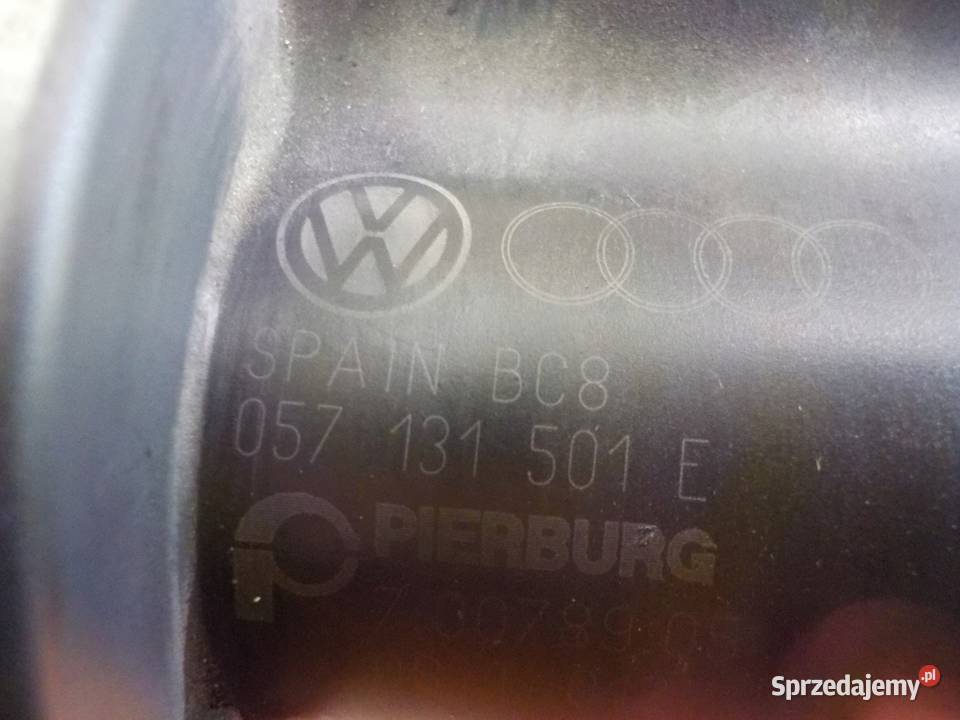 SPAIN BC8
057 131 501 E
PIERBURG
Sprzedajemy.pl